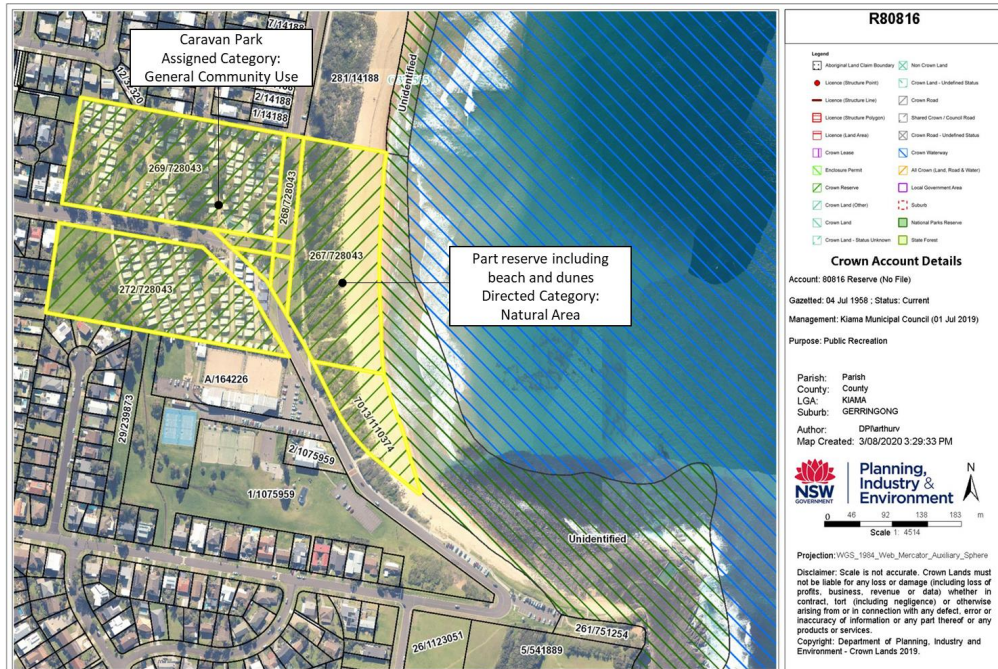 R80816
Caravan Park
Assigned Category:
General Community Use
Part reserve including
beach and dunes
Directed Category:
Natural Area
7/14188
281/14188
2/14188
1/14188
Unidentified
269/728043
268/728043
267/728043
272/728043
A/164226
29/239873
7013/1110374
2/1075959
1/1075959
Unidentified
26/1123051
5/541889
261/751254
Legend
Aboriginal Land Claim Boundary
Licence (Structure Point)
Licence (Structure Line)
Licence (Structure Polygon)
Licence (Land Area)
Crown Lease
Enclosure Permit
Crown Reserve
Crown Land (Other)
Crown Land
Crown Land - Status Unknown
Non Crown Land
Crown Land - Undefined Status
Crown Road
Shared Crown / Council Road
Crown Road - Undefined Status
Crown Waterway
All Crown (Land, Road & Water)
Local Government Area
Suburb
National Parks Reserve
State Forest
Crown Account Details
Account: 80816 Reserve (No File)
Gazetted: 04 Jul 1958 ; Status: Current
Management: Kiama Municipal Council (01 Jul 2019)
Purpose: Public Recreation
Parish: Parish
County: County
LGA: KIAMA
Suburb: GERRINGONG
Author: DPI\arthurv
Map Created: 3/08/2020 3:29:33 PM
NSW
GOVERNMENT
Planning,
Industry &
Environment
N
0 46 92 138 183 m
Scale 1: 4514
Projection: WGS_1984_Web_Mercator_Auxiliary_Sphere
Disclaimer: Scale is not accurate. Crown Lands must
not be liable for any loss or damage (including loss of
profits, business, revenue or data) whether in
contract, tort (including negligence) or otherwise
arising from or in connection with any defect, error or
inaccuracy of information or any part thereof or any
products or services.
Copyright: Department of Planning, Industry and
Environment - Crown Lands 2019.